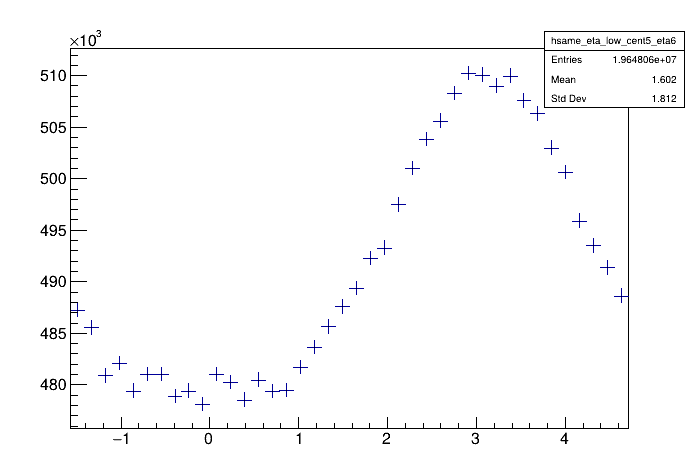 ×10³
hsame_eta_low_cent5_eta6
Entries 1.964806e+07
Mean 1.602
Std Dev 1.812
510
505
500
495
490
485
480
−1 0 1 2 3 4